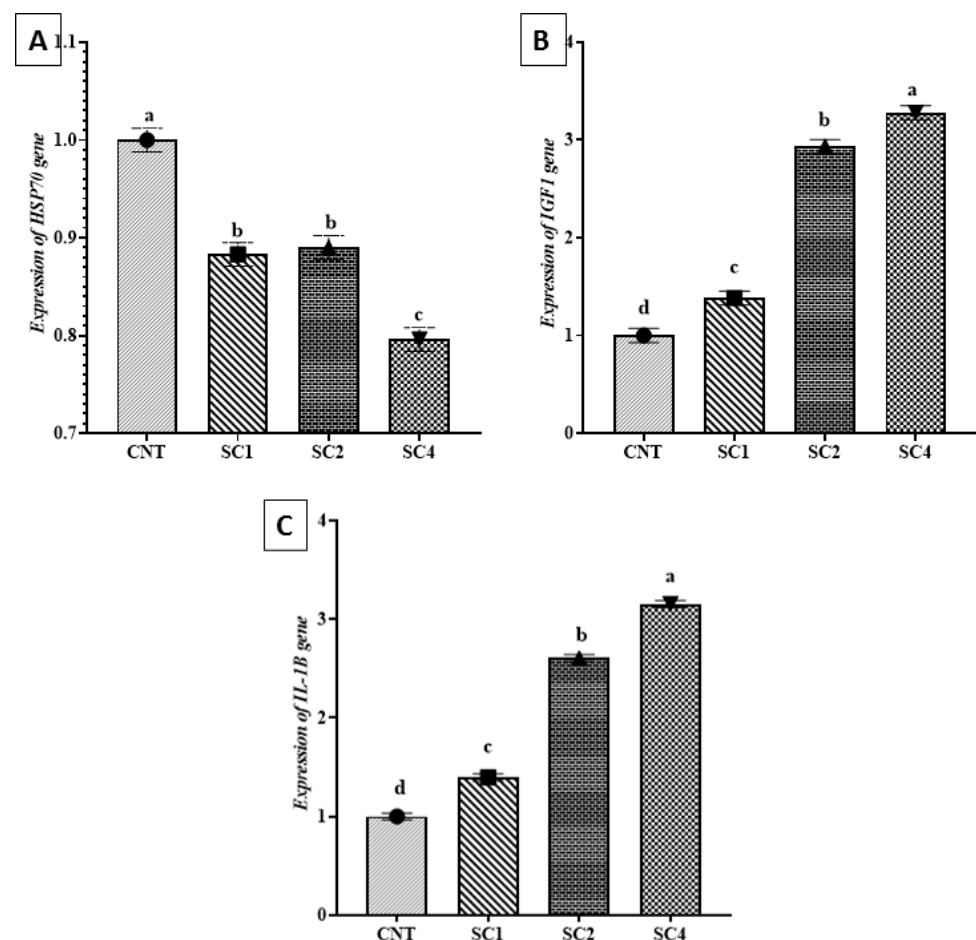 A
1.1
1.0
0.9
0.8
0.7
Expression of HSP70 gene
a
b
b
c
CNT SC1 SC2 SC4
B
4
3
2
1
0
Expression of IGF1 gene
d
c
b
a
CNT SC1 SC2 SC4
C
4
3
2
1
0
Expression of IL-1B gene
d
c
b
a
CNT SC1 SC2 SC4